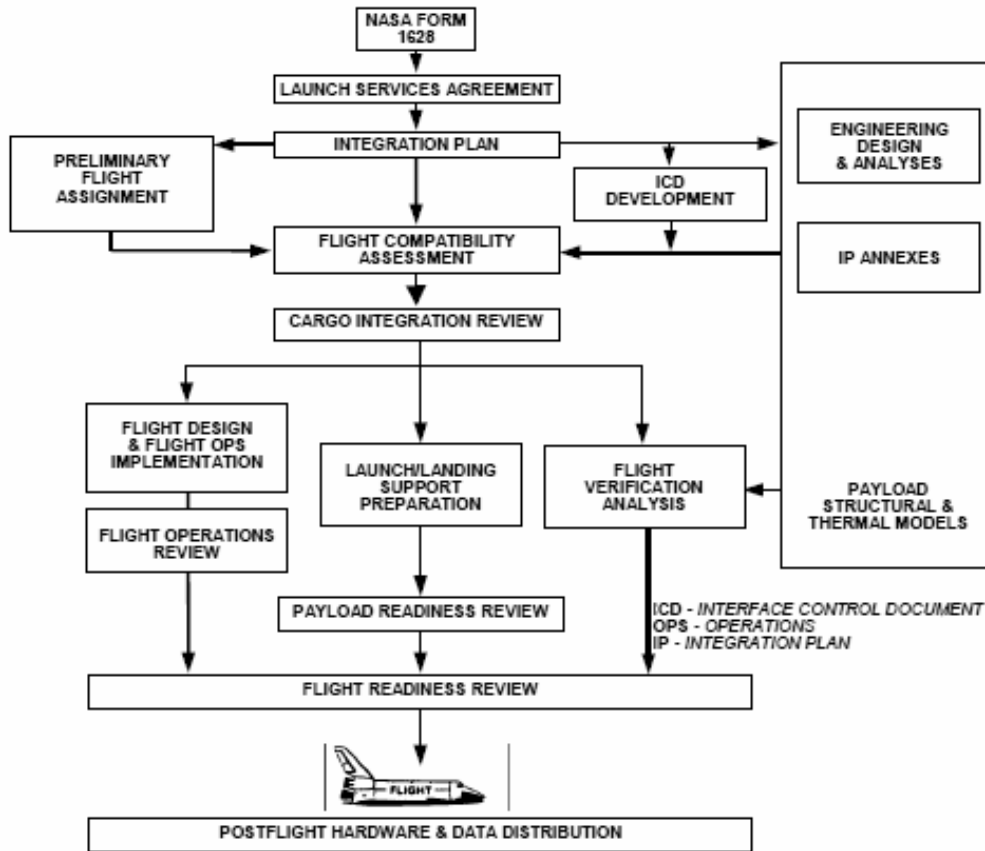 NASA FORM
1628
LAUNCH SERVICES AGREEMENT
INTEGRATION PLAN
PRELIMINARY
FLIGHT
ASSIGNMENT
ICD
DEVELOPMENT
ENGINEERING
DESIGN
& ANALYSES
FLIGHT COMPATIBILITY
ASSESSMENT
IP ANNEXES
CARGO INTEGRATION REVIEW
FLIGHT DESIGN
& FLIGHT OPS
IMPLEMENTATION
LAUNCH/LANDING
SUPPORT
PREPARATION
FLIGHT
VERIFICATION
ANALYSIS
PAYLOAD
STRUCTURAL &
THERMAL MODELS
FLIGHT OPERATIONS
REVIEW
PAYLOAD READINESS REVIEW
ICD - INTERFACE CONTROL DOCUMENT
OPS - OPERATIONS
IP - INTEGRATION PLAN
FLIGHT READINESS REVIEW
FLIGHT
POSTFLIGHT HARDWARE & DATA DISTRIBUTION